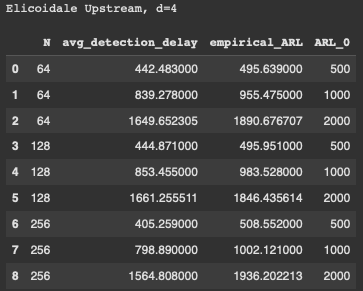 Elicoidale Upstream, d=4
N avg_detection_delay empirical_ARL ARL_0
0 64 442.483000 495.639000 500
1 64 839.278000 955.475000 1000
2 64 1649.652305 1890.676707 2000
3 128 444.871000 495.951000 500
4 128 853.455000 983.528000 1000
5 128 1661.255511 1846.435614 2000
6 256 405.259000 508.552000 500
7 256 798.890000 1002.121000 1000
8 256 1564.808000 1936.202213 2000